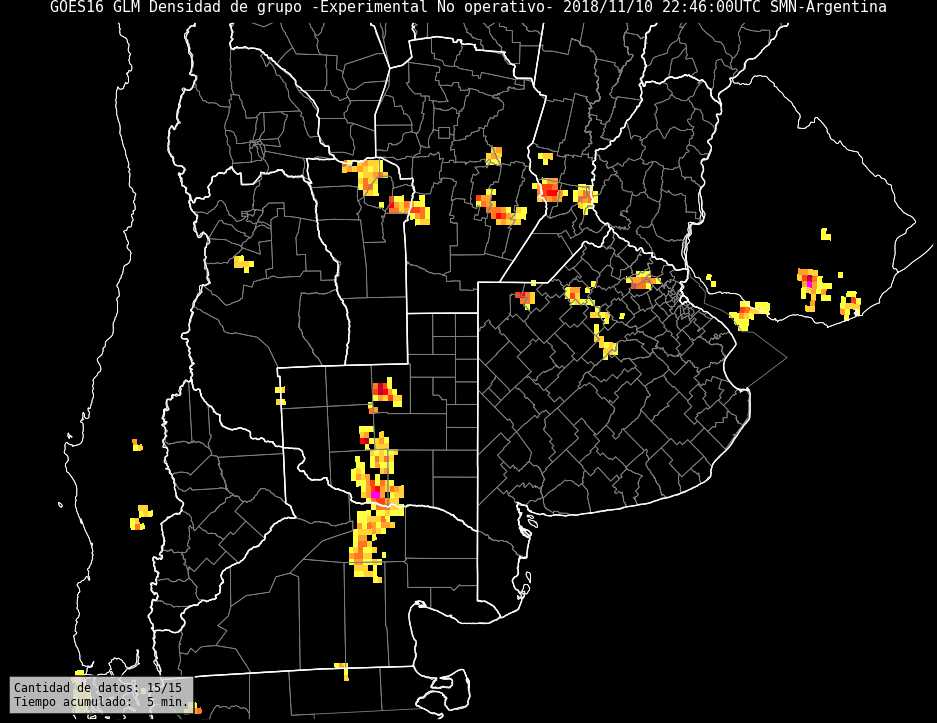 GOES16 GLM Densidad de grupo -Experimental No operativo- 2018/11/10 22:46:00UTC SMN-Argentina
Cantidad de datos: 15/15
Tiempo acumulado:  5 min.